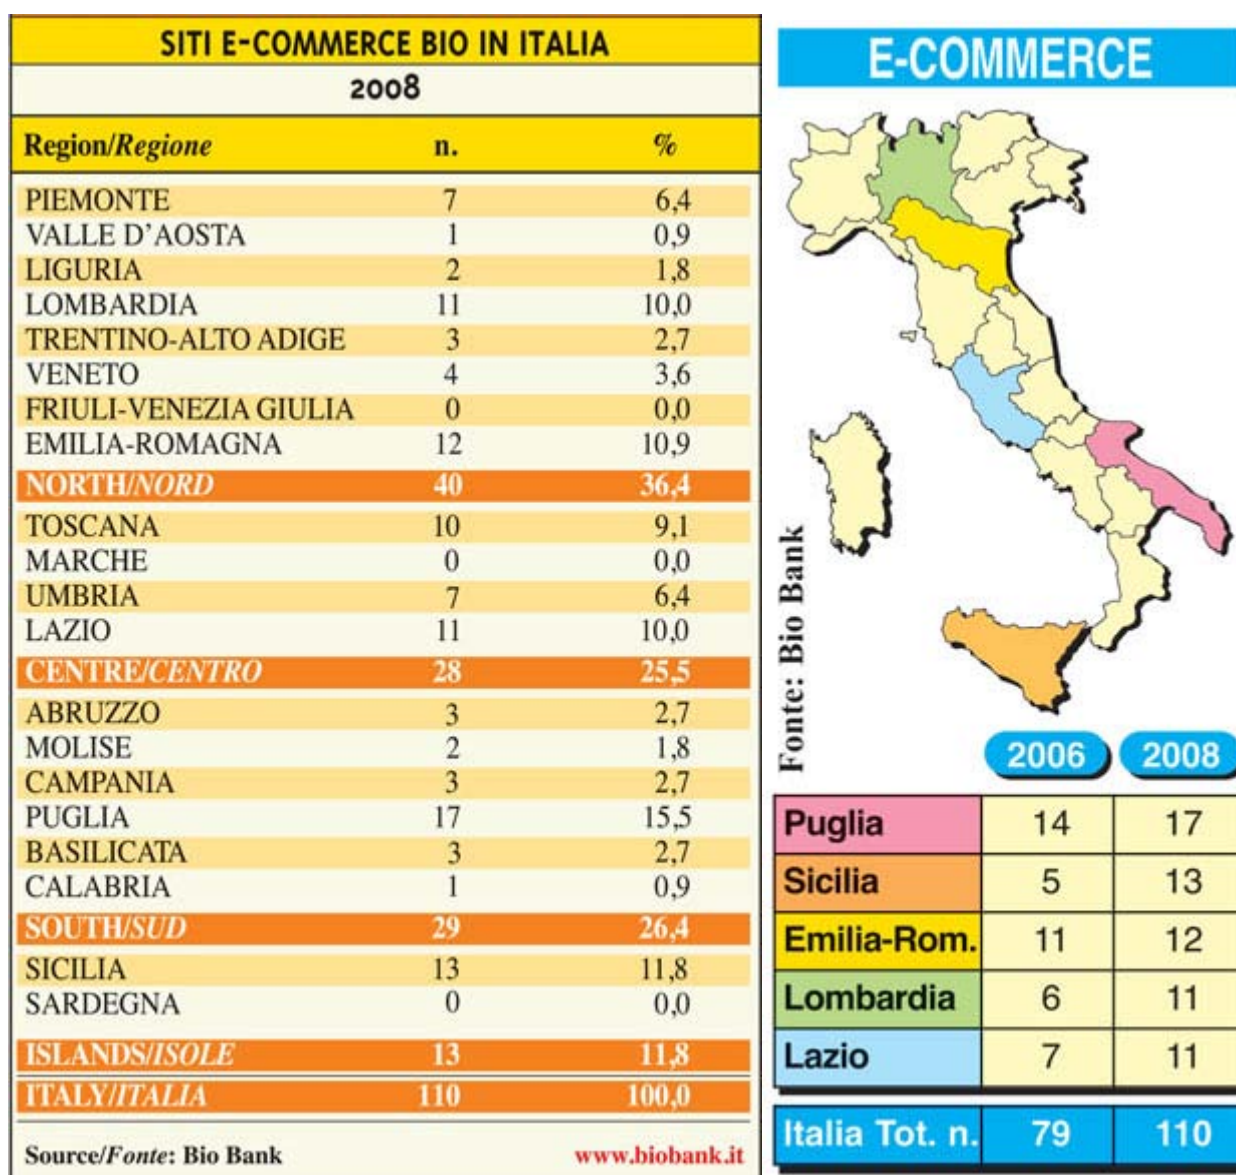 SITI E-COMMERCE BIO IN ITALIA
2008
Region/Regione n. %
PIEMONTE 7 6,4
VALLE D'AOSTA 1 0,9
LIGURIA 2 1,8
LOMBARDIA 11 10,0
TRENTINO-ALTO ADIGE 3 2,7
VENETO 4 3,6
FRIULI-VENEZIA GIULIA 0 0,0
EMILIA-ROMAGNA 12 10,9
NORTH/NORD 40 36,4
TOSCANA 10 9,1
MARCHE 0 0,0
UMBRIA 7 6,4
LAZIO 11 10,0
CENTRE/CENTRO 28 25,5
ABRUZZO 3 2,7
MOLISE 2 1,8
CAMPANIA 3 2,7
PUGLIA 17 15,5
BASILICATA 3 2,7
CALABRIA 1 0,9
SOUTH/SUD 29 26,4
SICILIA 13 11,8
SARDEGNA 0 0,0
ISLANDS/ISOLE 13 11,8
ITALY/ITALIA 110 100,0
Source/Fonte: Bio Bank www.biobank.it
E-COMMERCE
Fonte: Bio Bank
2006 2008
Puglia 14 17
Sicilia 5 13
Emilia-Rom. 11 12
Lombardia 6 11
Lazio 7 11
Italia Tot. n. 79 110